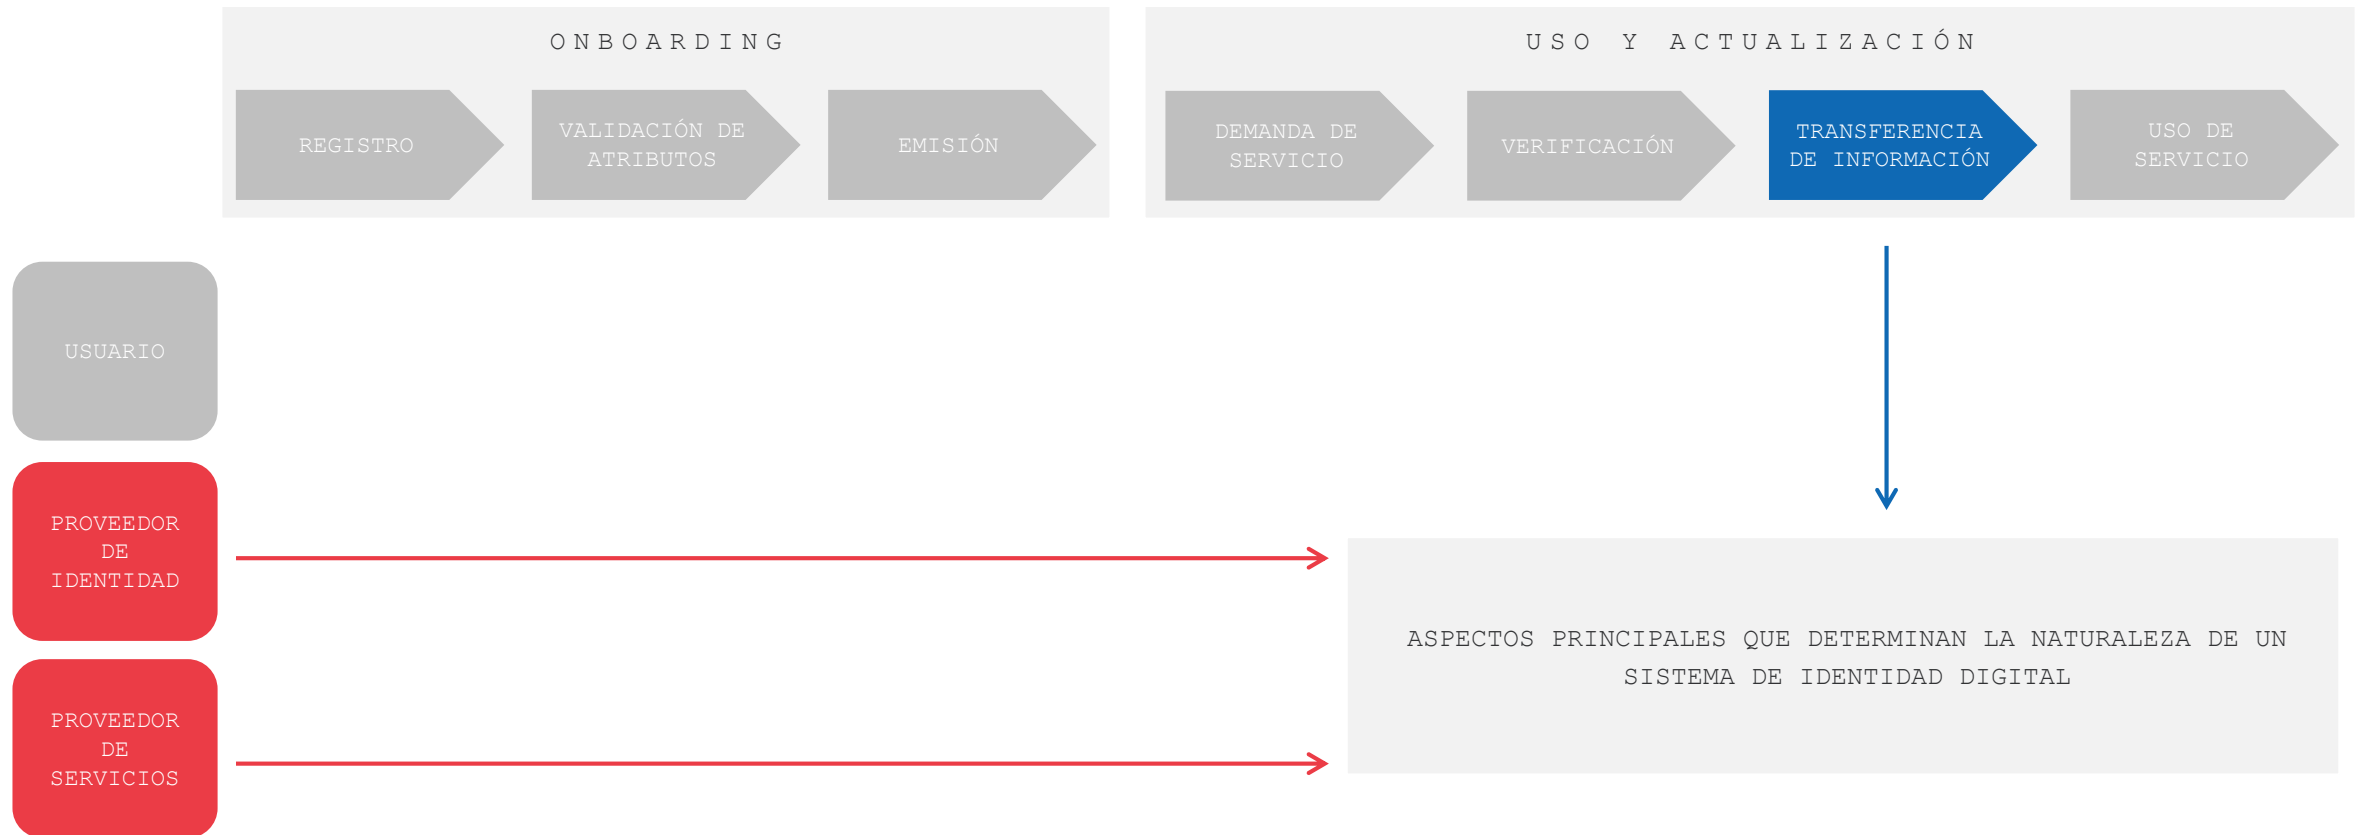 ONBOARDING
REGISTRO
VALIDACIÓN DE
ATRIBUTOS
EMISIÓN
USO Y ACTUALIZACIÓN
DEMANDA DE
SERVICIO
VERIFICACIÓN
TRANSFERENCIA
DE INFORMACIÓN
USO DE
SERVICIO
USUARIO
PROVEEDOR
DE
IDENTIDAD
PROVEEDOR
DE
SERVICIOS
ASPECTOS PRINCIPALES QUE DETERMINAN LA NATURALEZA DE UN
SISTEMA DE IDENTIDAD DIGITAL